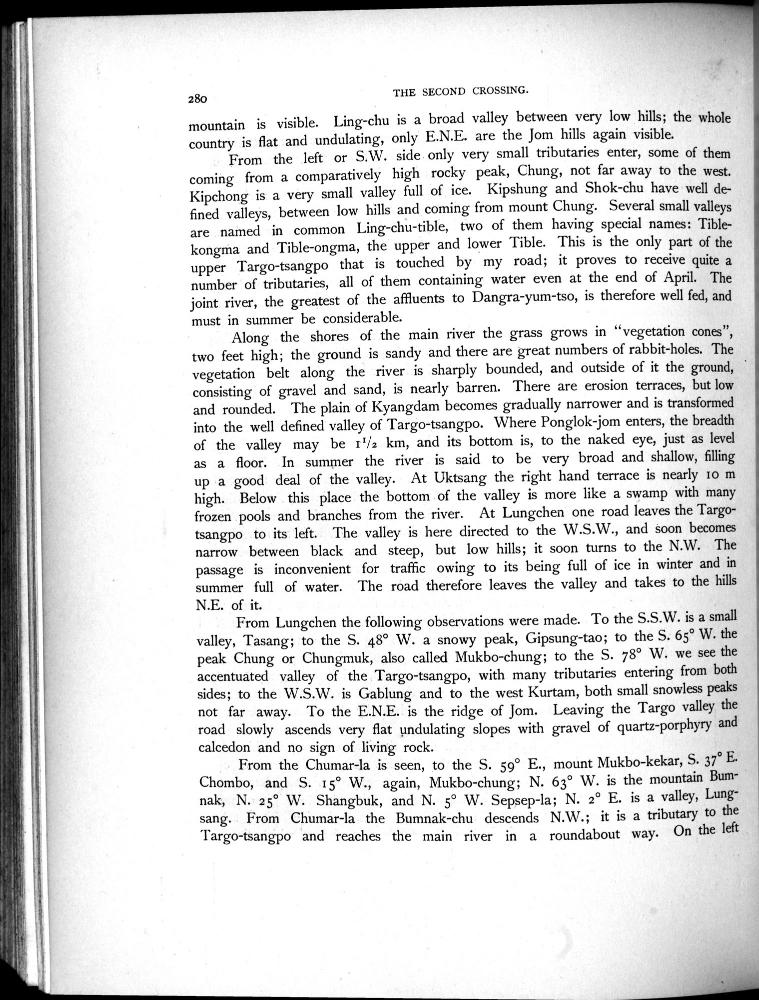 280
THE SECOND CROSSING.
mountain is visible. Ling-chu is a broad valley between very low hills; the whole
country is flat and undulating, only E.N.E. are the Jom hills again visible.
From the left or S.W. side only very small tributaries enter, some of them
coming from a comparatively high rocky peak, Chung, not far away to the west.
Kipchong is a very small valley full of ice. Kipshung and Shok-chu have well de-
fined valleys, between low hills and coming from mount Chung. Several small valleys
are named in common Ling-chu-tible, two of them having special names: Tible-
kongma and Tible-ongma, the upper and lower Tible. This is the only part of the
upper Targo-tsangpo that is touched by my road; it proves to receive quite a
number of tributaries, all of them containing water even at the end of April. The
joint river, the greatest of the affluents to Dangra-yum-tso, is therefore well fed, and
must in summer be considerable.
Along the shores of the main river the grass grows in “vegetation cones”,
two feet high; the ground is sandy and there are great numbers of rabbit-holes. The
vegetation belt along the river is sharply bounded, and outside of it the ground,
consisting of gravel and sand, is nearly barren. There are erosion terraces, but low
and rounded. The plain of Kyangdam becomes gradually narrower and is transformed
into the well defined valley of Targo-tsangpo. Where Ponglok-jom enters, the breadth
of the valley may be 1 1/2 km, and its bottom is, to the naked eye, just as level
as a floor. In summer the river is said to be very broad and shallow, filling
up a good deal of the valley. At Uktsang the right hand terrace is nearly 10 m
high. Below this place the bottom of the valley is more like a swamp with many
frozen pools and branches from the river. At Lungchen one road leaves the Targo-
tsangpo to its left. The valley is here directed to the W.S.W., and soon becomes
narrow between black and steep, but low hills; it soon turns to the N.W. The
passage is inconvenient for traffic owing to its being full of ice in winter and in
summer full of water. The road therefore leaves the valley and takes to the hills
N.E. of it.
From Lungchen the following observations were made. To the S.S.W. is a small
valley, Tasang; to the S. 48° W. a snowy peak, Gipsung-tao; to the S. 65° W. the
peak Chung or Chungmuk, also called Mukbo-chung; to the S. 78° W. we see the
accentuated valley of the Targo-tsangpo, with many tributaries entering from both
sides; to the W.S.W. is Gablung and to the west Kurtam, both small snowless peaks
not far away. To the E.N.E. is the ridge of Jom. Leaving the Targo valley the
road slowly ascends very flat undulating slopes with gravel of quartz-porphyry and
calcedon and no sign of living rock.
From the Chumar-la is seen, to the S. 59° E., mount Mukbo-kekar, S. 37° E.
Chombo, and S. 15° W., again, Mukbo-chung; N. 63° W. is the mountain Bum-
nak, N. 25° W. Shangbuk, and N. 5° W. Sepsep-la; N. 2° E. is a valley, Lung-
sang. From Chumar-la the Bumnak-chu descends N.W.; it is a tributary to the
Targo-tsangpo and reaches the main river in a roundabout way. On the left